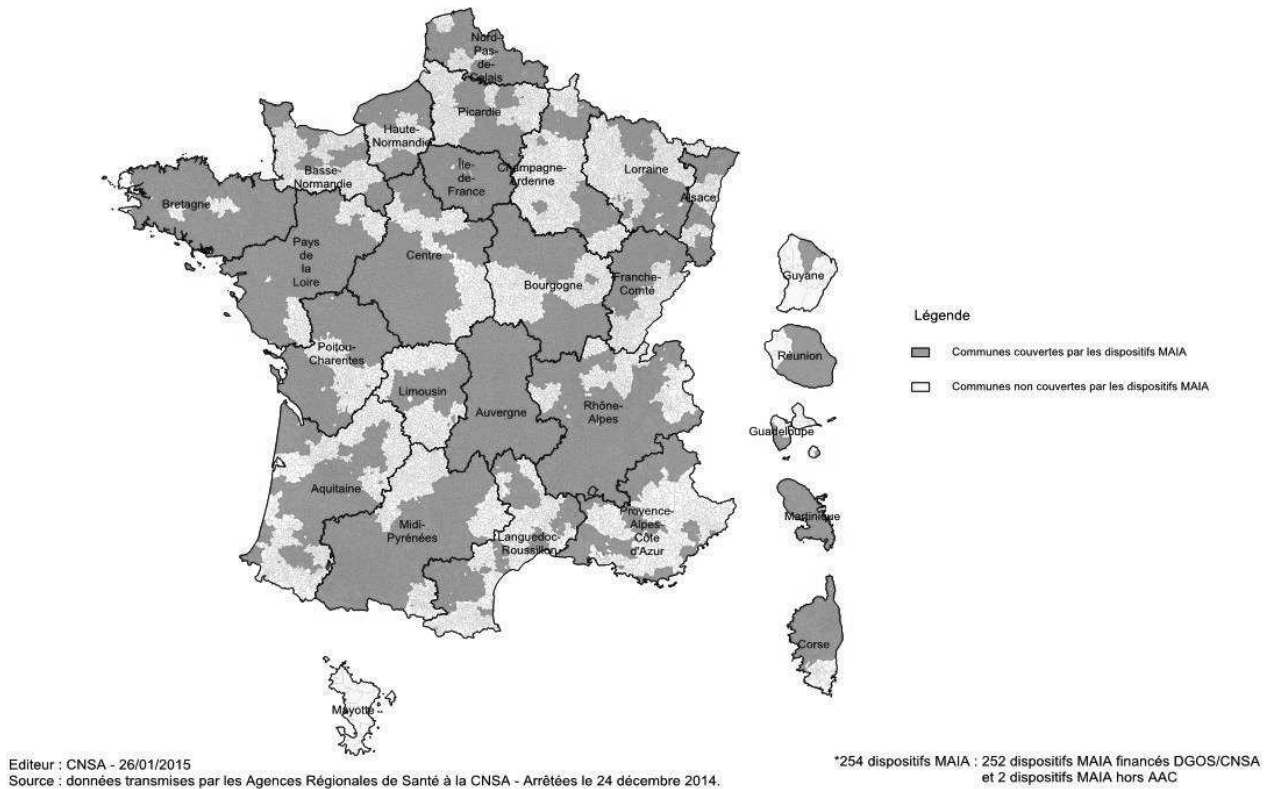 Nord-
Pas-
de-
Calais
Picardie
Haute-
Normandie
Basse-
Normandie
Île-
de-
France
Champagne-
Ardenne
Lorraine
Alsace
Bretagne
Pays
de
la
Loire
Centre
Bourgogne
Franche-
Comté
Poitou-
Charentes
Limousin
Auvergne
Rhône-
Alpes
Aquitaine
Midi-
Pyrénées
Languedoc-
Roussillon
Provence-
Alpes-
Côte
d'Azur
Guyane
Réunion
Guadeloupe
Martinique
Corse
Mayotte
Légende
Communes couvertes par les dispositifs MAIA
Communes non couvertes par les dispositifs MAIA
Editeur : CNSA - 26/01/2015
Source : données transmises par les Agences Régionales de Santé à la CNSA - Arrêtées le 24 décembre 2014.
*254 dispositifs MAIA : 252 dispositifs MAIA financés DGOS/CNSA
et 2 dispositifs MAIA hors AAC